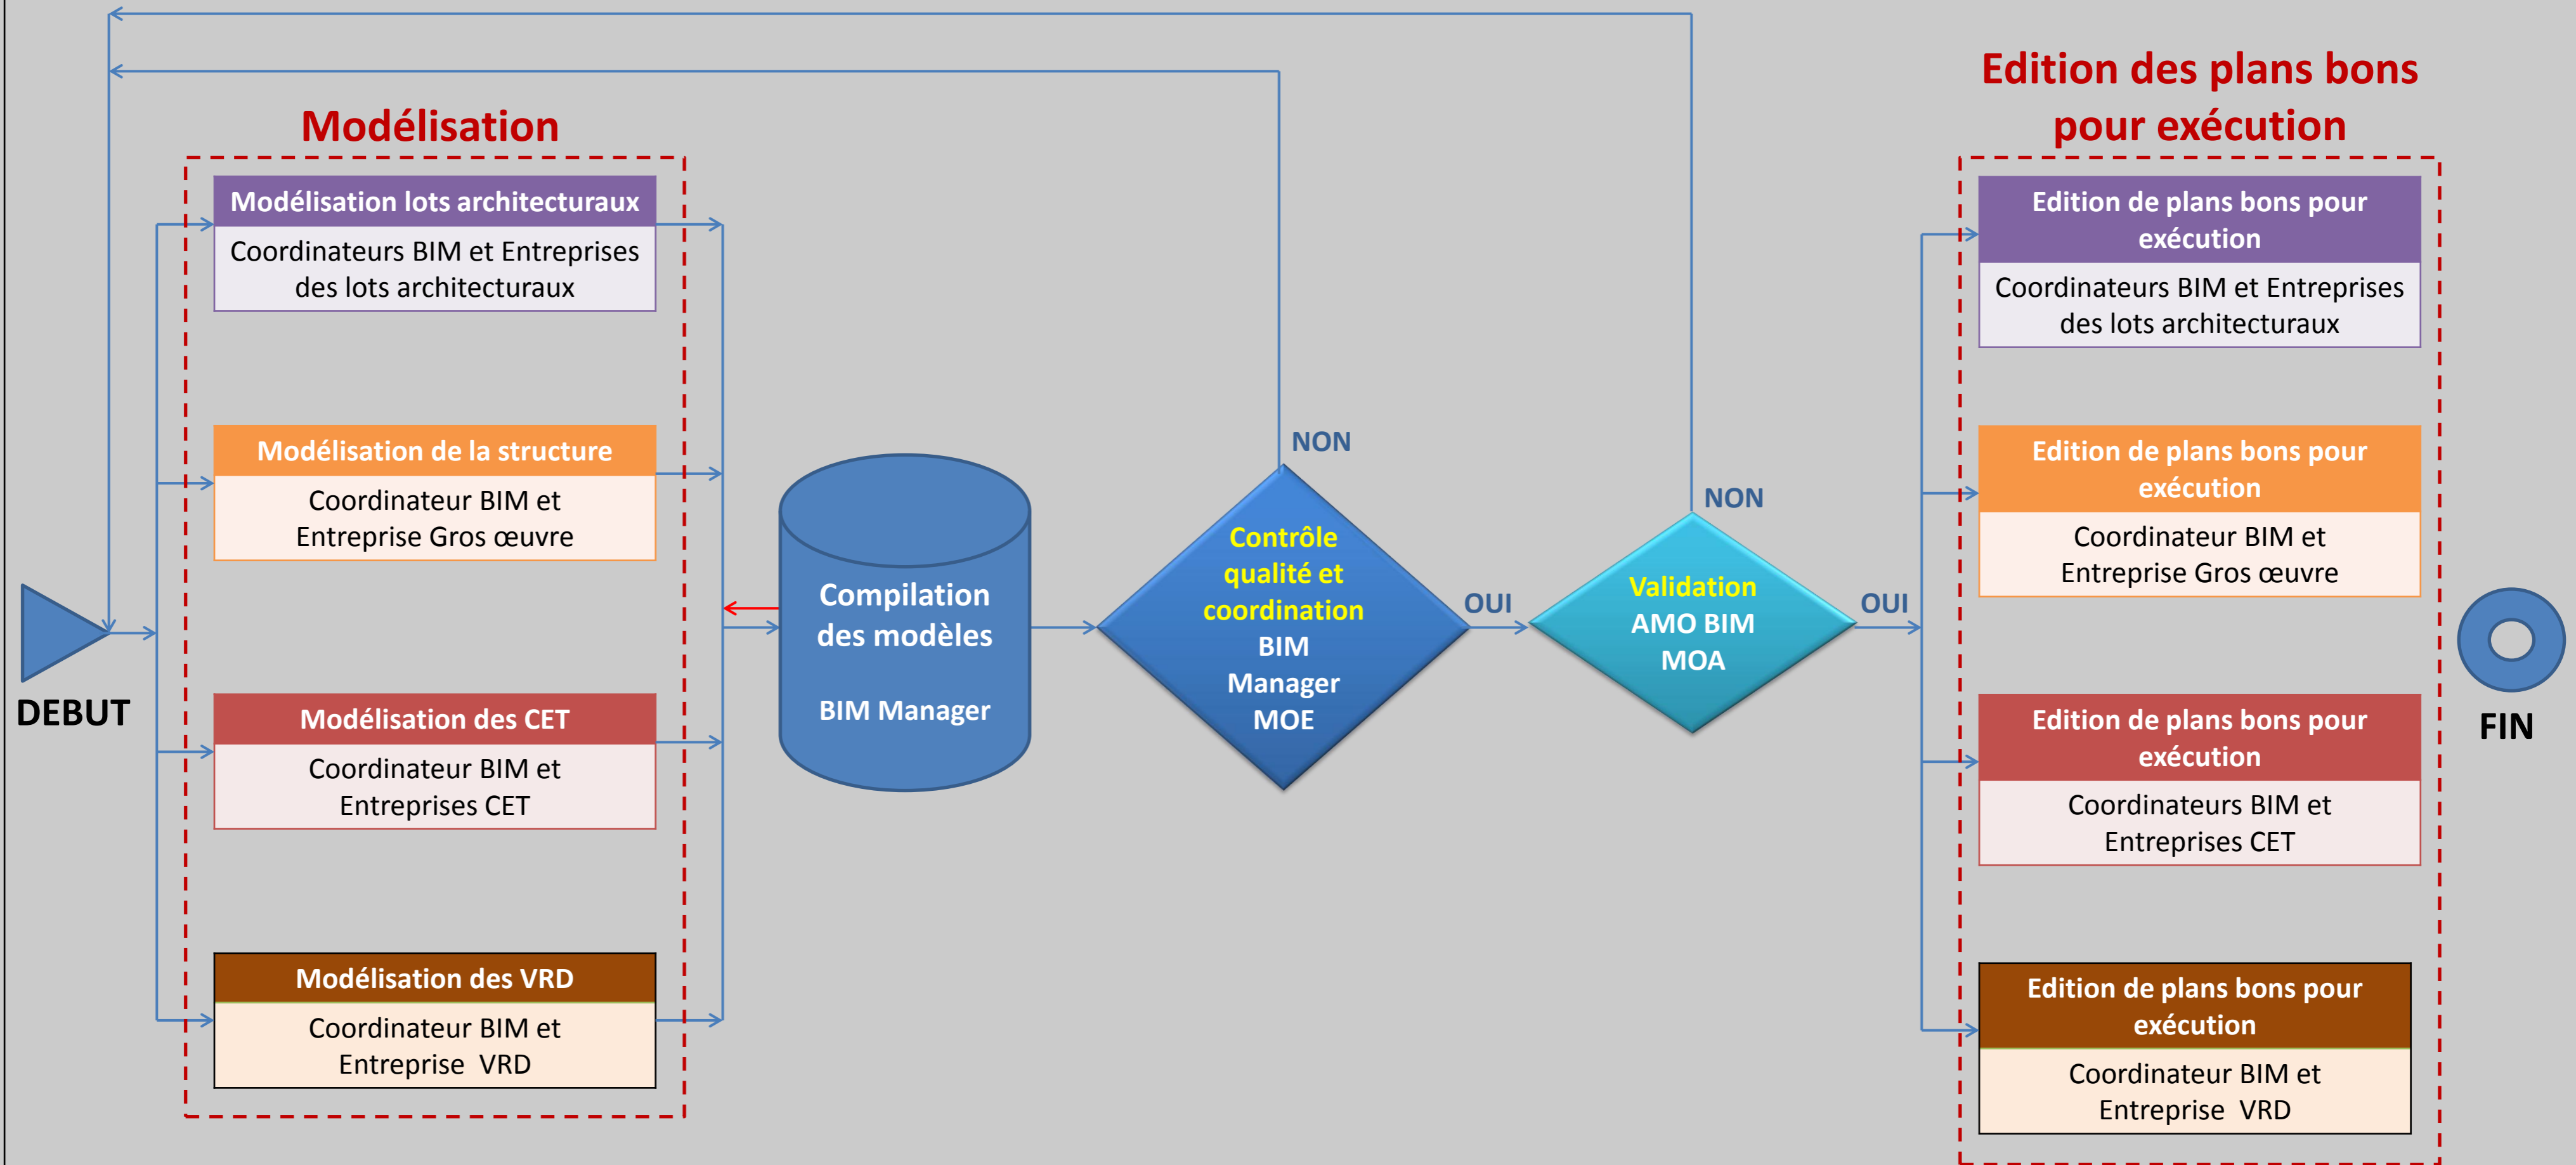 Modélisation
Modélisation lots architecturaux
Coordinateurs BIM et Entreprises
des lots architecturaux
Modélisation de la structure
Coordinateur BIM et
Entreprise Gros œuvre
DEBUT
Modélisation des CET
Coordinateur BIM et
Entreprises CET
Modélisation des VRD
Coordinateur BIM et
Entreprise  VRD
Compilation
des modèles
BIM Manager
NON
Contrôle
qualité et
coordination
BIM
Manager
MOE
OUI
NON
Validation
AMO BIM
MOA
OUI
Edition des plans bons
pour exécution
Edition de plans bons pour
exécution
Coordinateurs BIM et Entreprises
des lots architecturaux
Edition de plans bons pour
exécution
Coordinateur BIM et
Entreprise Gros œuvre
Edition de plans bons pour
exécution
Coordinateurs BIM et
Entreprises CET
Edition de plans bons pour
exécution
Coordinateur BIM et
Entreprise  VRD
FIN